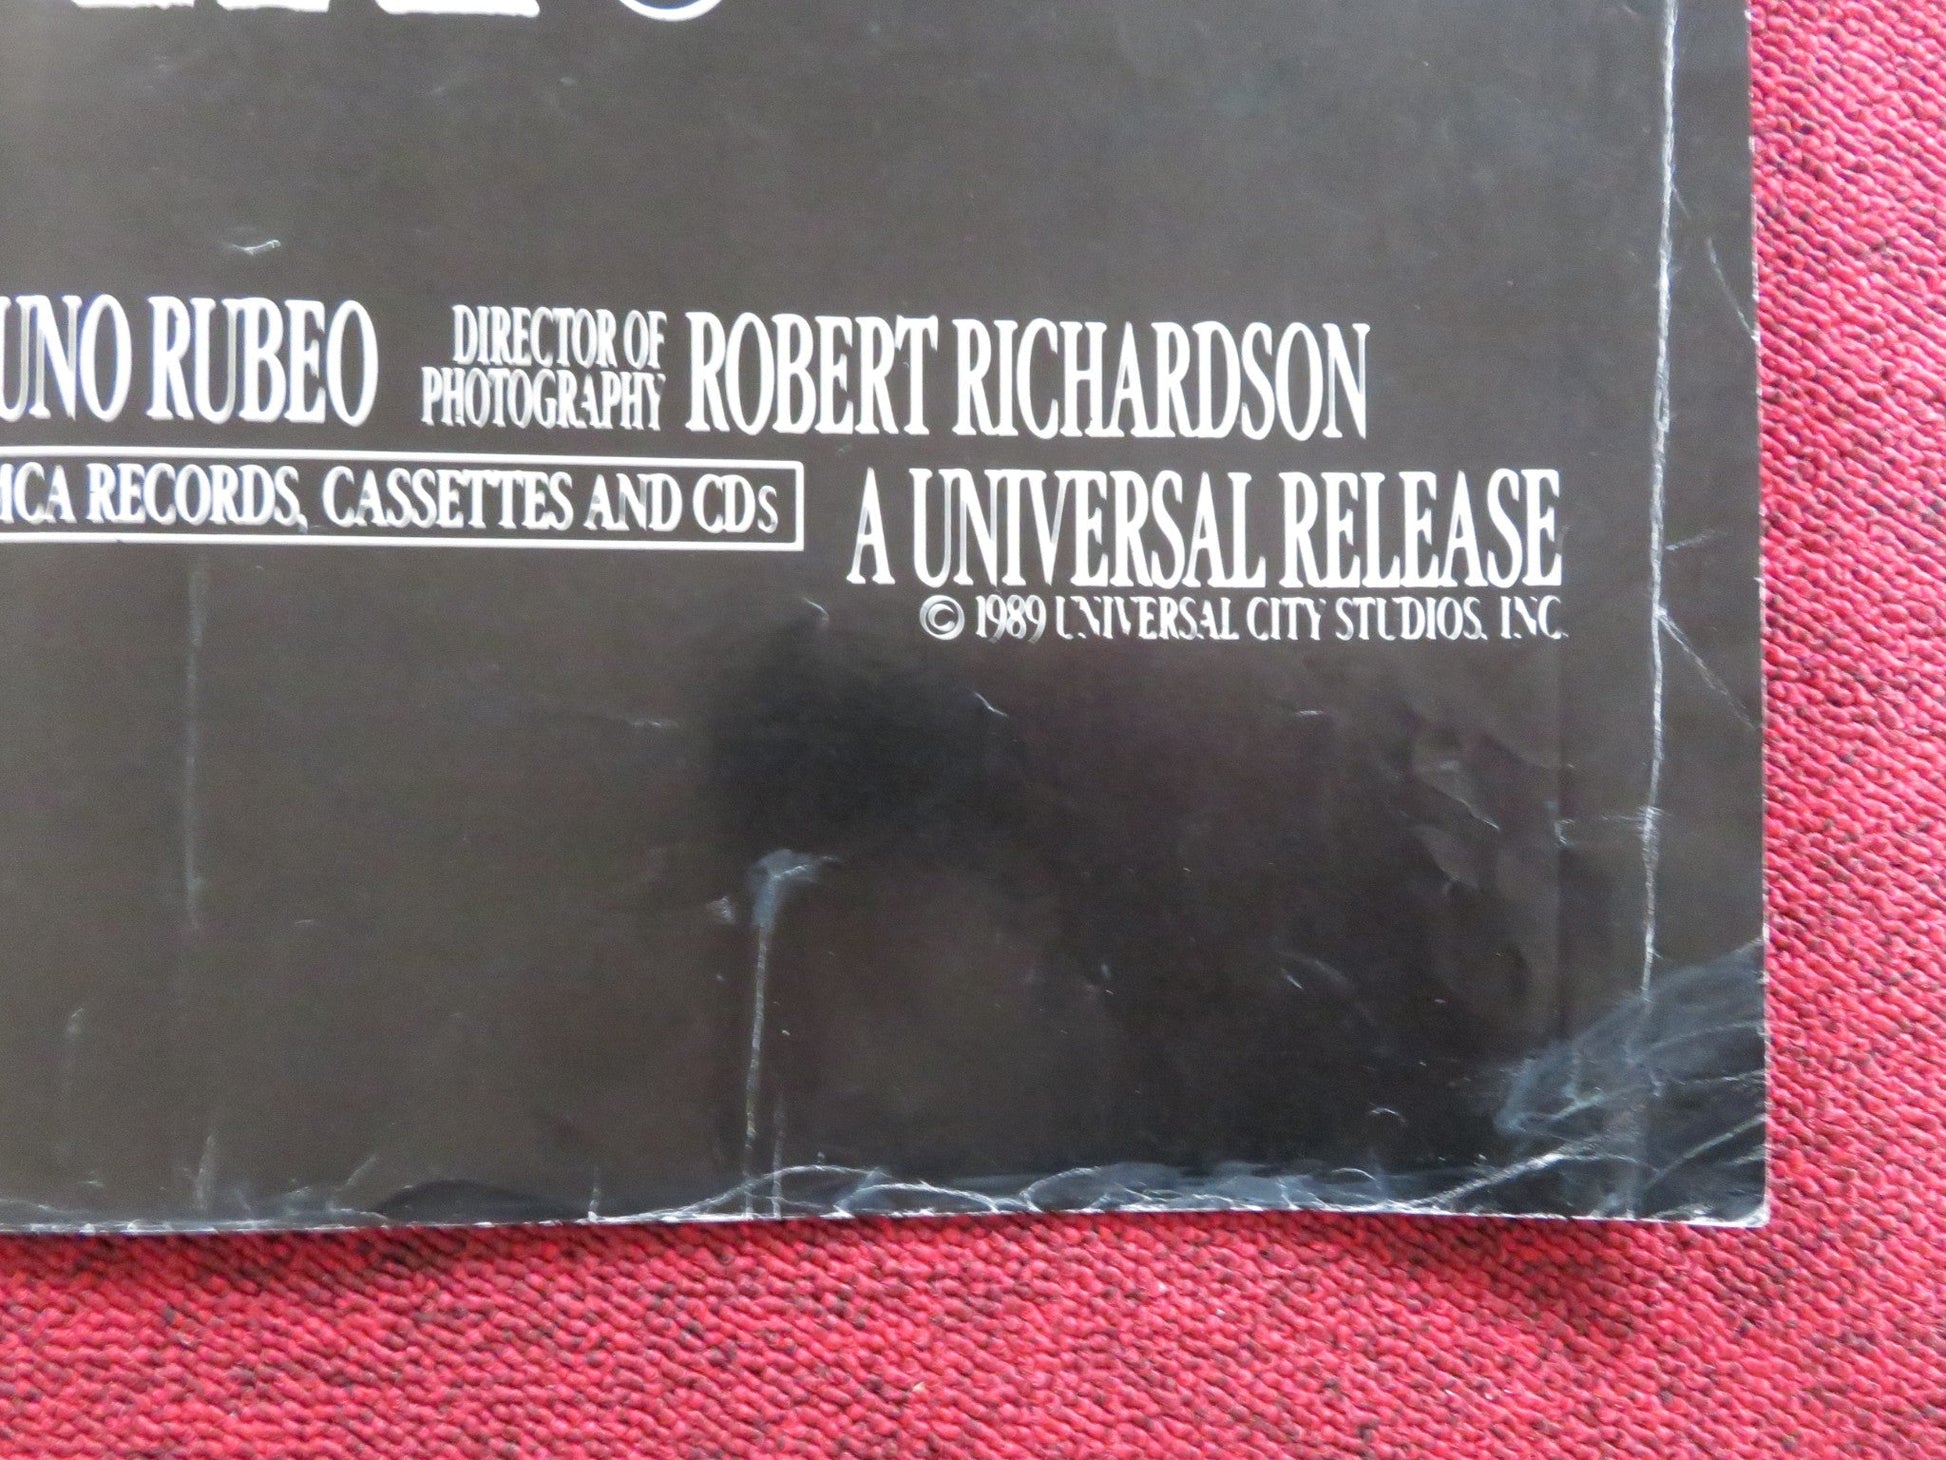 UNO RUBEO DIRECTOR OF PHOTOGRAPHY ROBERT RICHARDSON
MCA RECORDS, CASSETTES AND CDs A UNIVERSAL RELEASE
© 1989 UNIVERSAL CITY STUDIOS, INC.